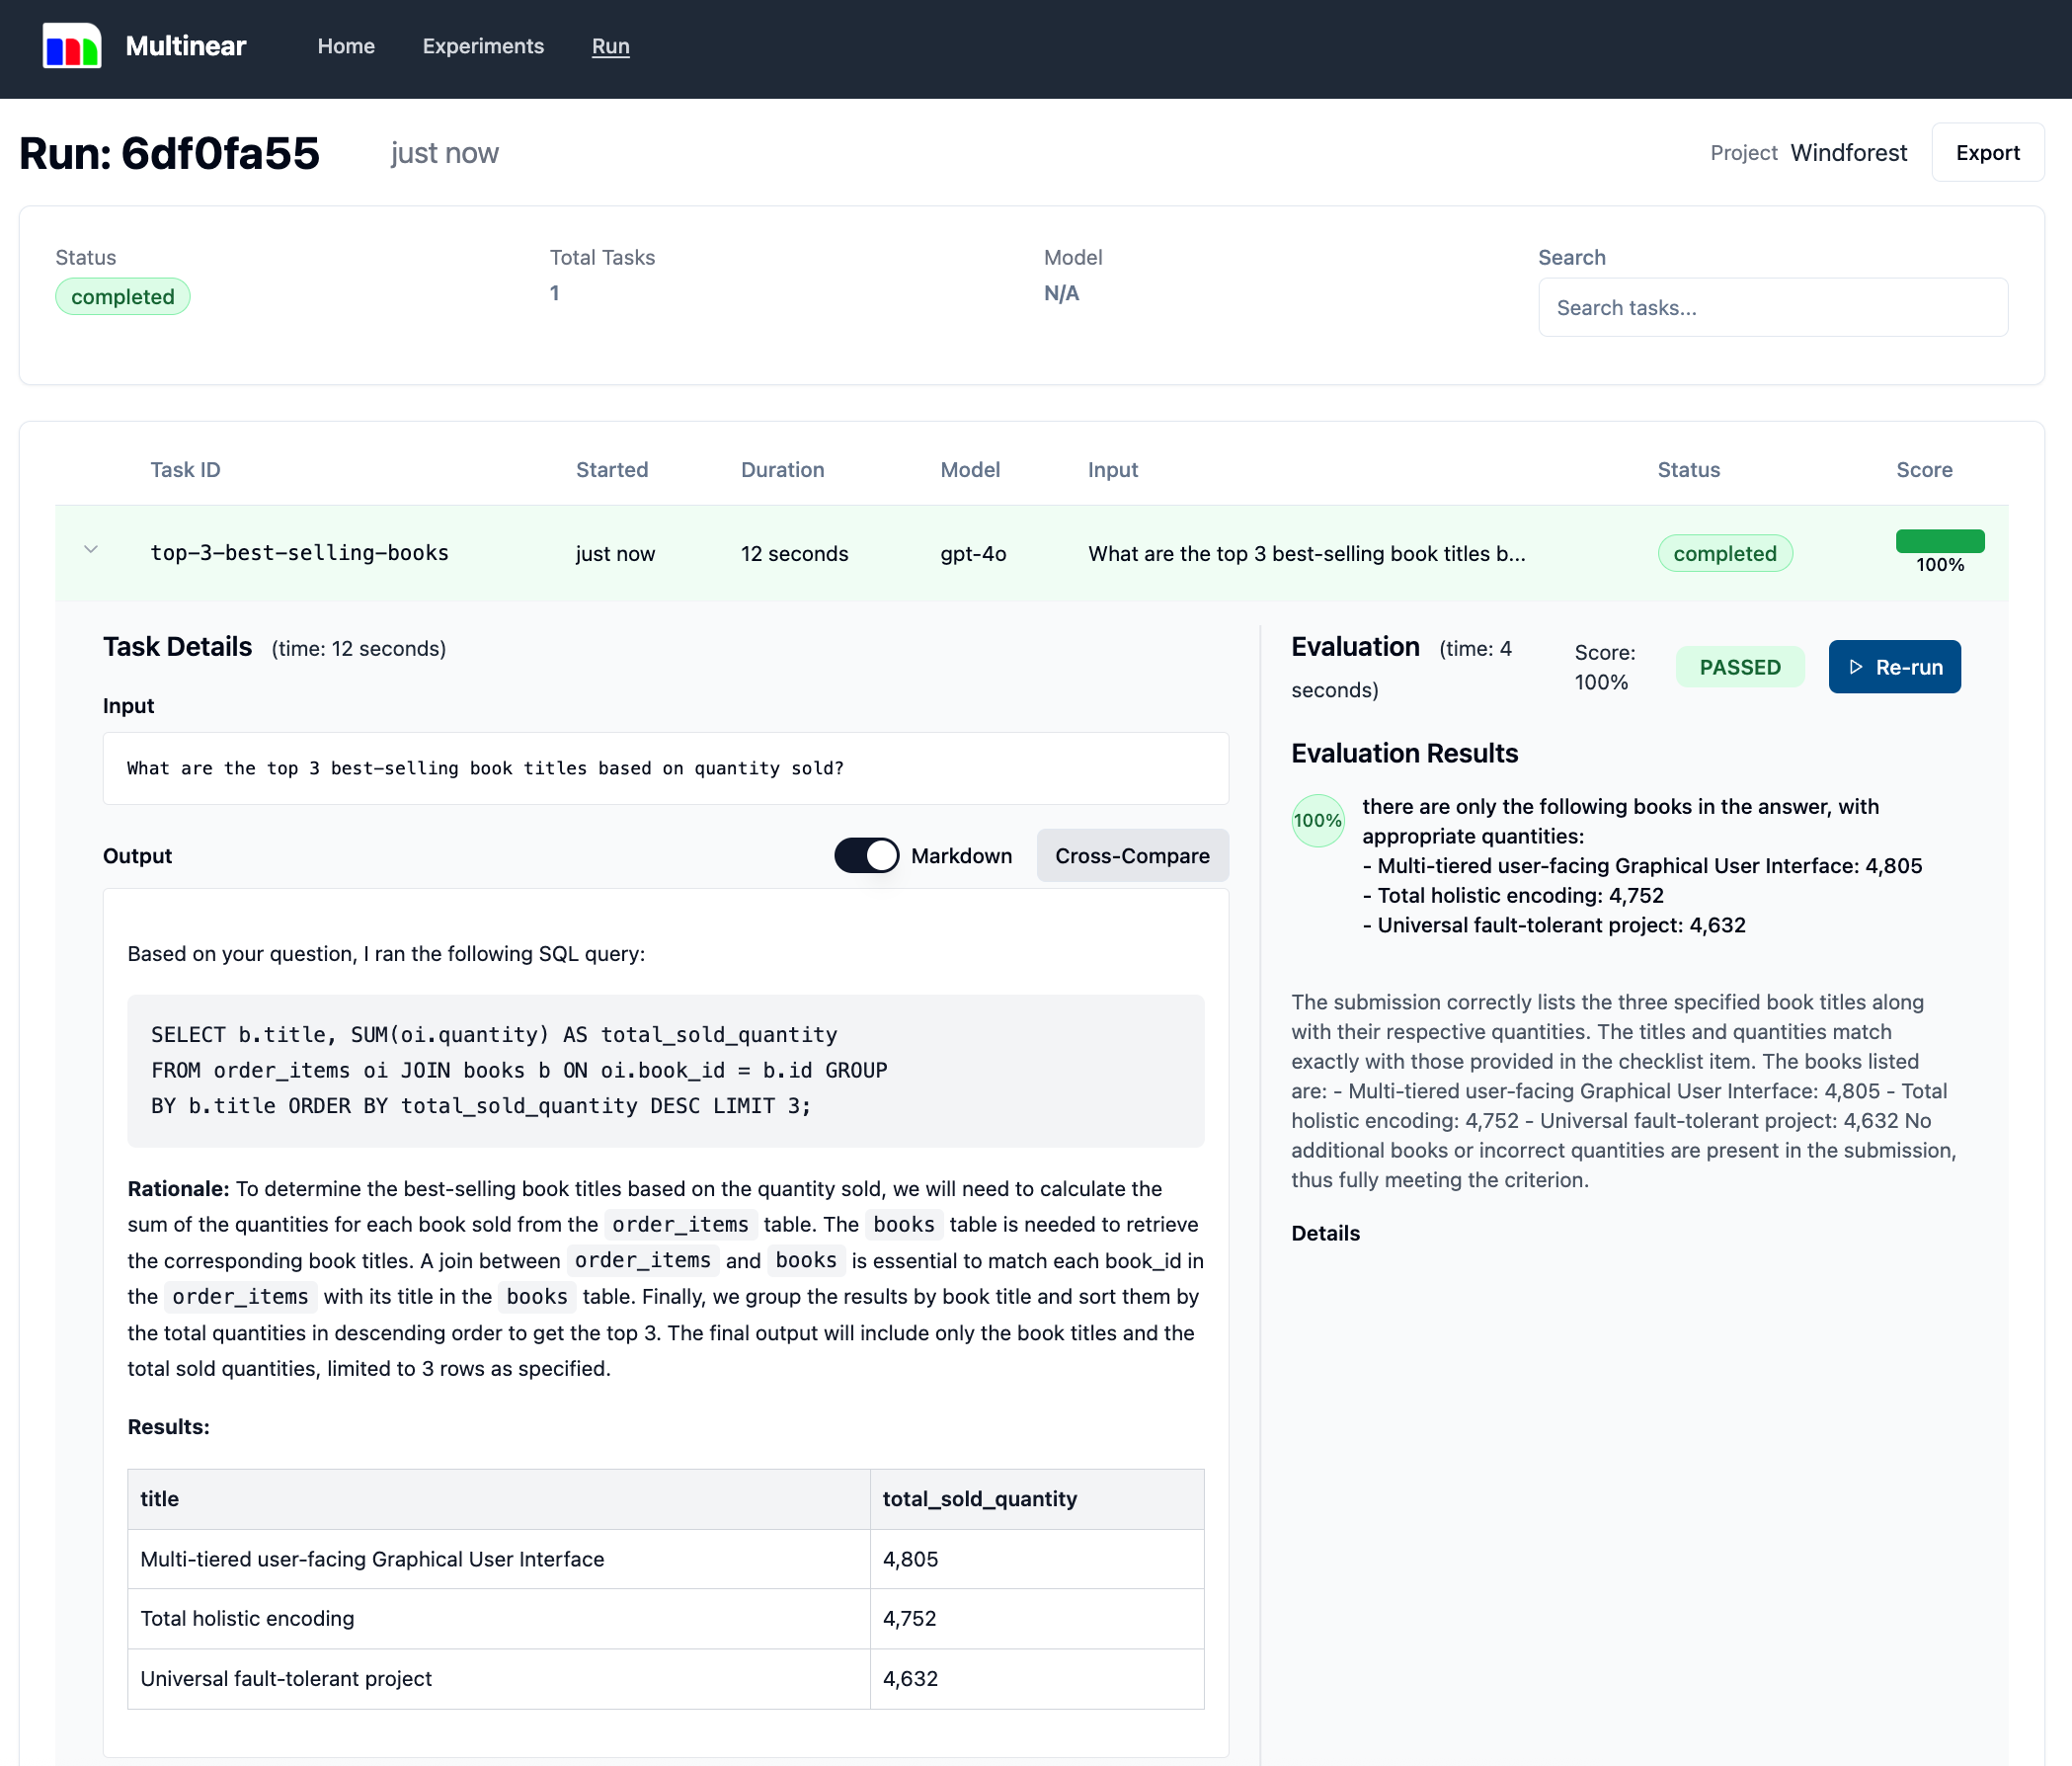 Multinear
Home
Experiments
Run
Run: 6df0fa55
just now
Project Windforest
Export
Status
completed
Total Tasks
1
Model
N/A
Search
Search tasks...
Task ID
Started
Duration
Model
Input
Status
Score
top-3-best-selling-books
just now
12 seconds
gpt-4o
What are the top 3 best-selling book titles b...
completed
100%
Task Details (time: 12 seconds)
Input
What are the top 3 best-selling book titles based on quantity sold?
Output
Markdown
Cross-Compare
Based on your question, I ran the following SQL query:
SELECT b.title, SUM(oi.quantity) AS total_sold_quantity
FROM order_items oi JOIN books b ON oi.book_id = b.id GROUP
BY b.title ORDER BY total_sold_quantity DESC LIMIT 3;
Rationale: To determine the best-selling book titles based on the quantity sold, we will need to calculate the
sum of the quantities for each book sold from the order_items table. The books table is needed to retrieve
the corresponding book titles. A join between order_items and books is essential to match each book_id in
the order_items with its title in the books table. Finally, we group the results by book title and sort them by
the total quantities in descending order to get the top 3. The final output will include only the book titles and the
total sold quantities, limited to 3 rows as specified.
Results:
title
total_sold_quantity
Multi-tiered user-facing Graphical User Interface
4,805
Total holistic encoding
4,752
Universal fault-tolerant project
4,632
Evaluation (time: 4
seconds)
Score:
100%
PASSED
Re-run
Evaluation Results
100%
there are only the following books in the answer, with
appropriate quantities:
- Multi-tiered user-facing Graphical User Interface: 4,805
- Total holistic encoding: 4,752
- Universal fault-tolerant project: 4,632
The submission correctly lists the three specified book titles along
with their respective quantities. The titles and quantities match
exactly with those provided in the checklist item. The books listed
are: - Multi-tiered user-facing Graphical User Interface: 4,805 - Total
holistic encoding: 4,752 - Universal fault-tolerant project: 4,632 No
additional books or incorrect quantities are present in the submission,
thus fully meeting the criterion.
Details